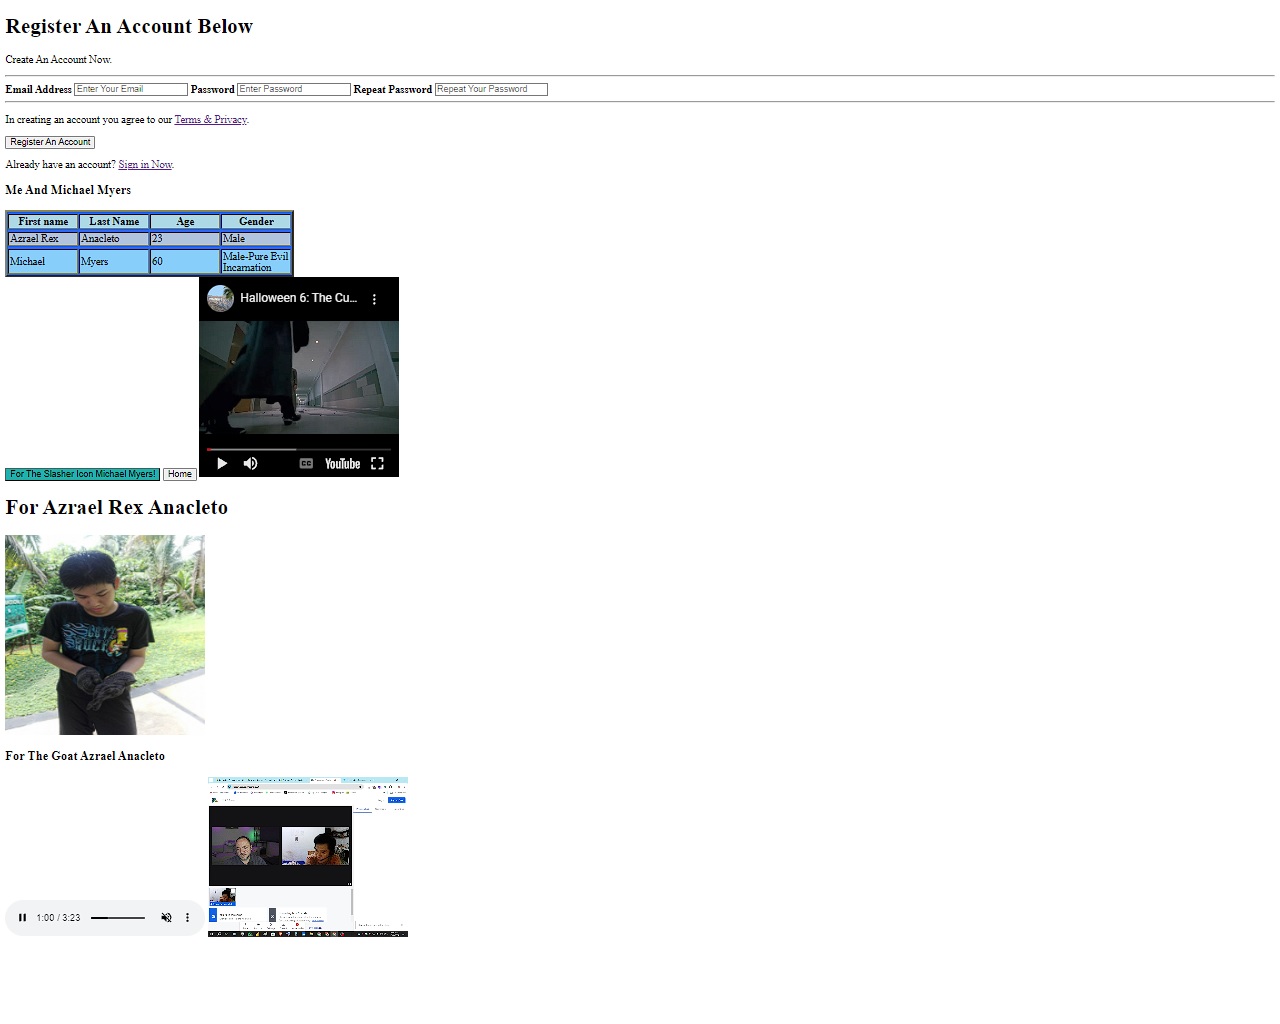 Register An Account Below
Create An Account Now.
Email Address Enter Your Email Password Enter Password Repeat Password Repeat Your Password
In creating an account you agree to our Terms & Privacy.
Register An Account
Already have an account? Sign in Now.
Me And Michael Myers
First name Last Name Age Gender
Azrael Rex Anacleto 23 Male
Michael Myers 60 Male-Pure Evil Incarnation
Halloween 6: The Cu...
CC YouTube
For The Slasher Icon Michael Myers! Home
For Azrael Rex Anacleto
For The Goat Azrael Anacleto
1:00 / 3:23